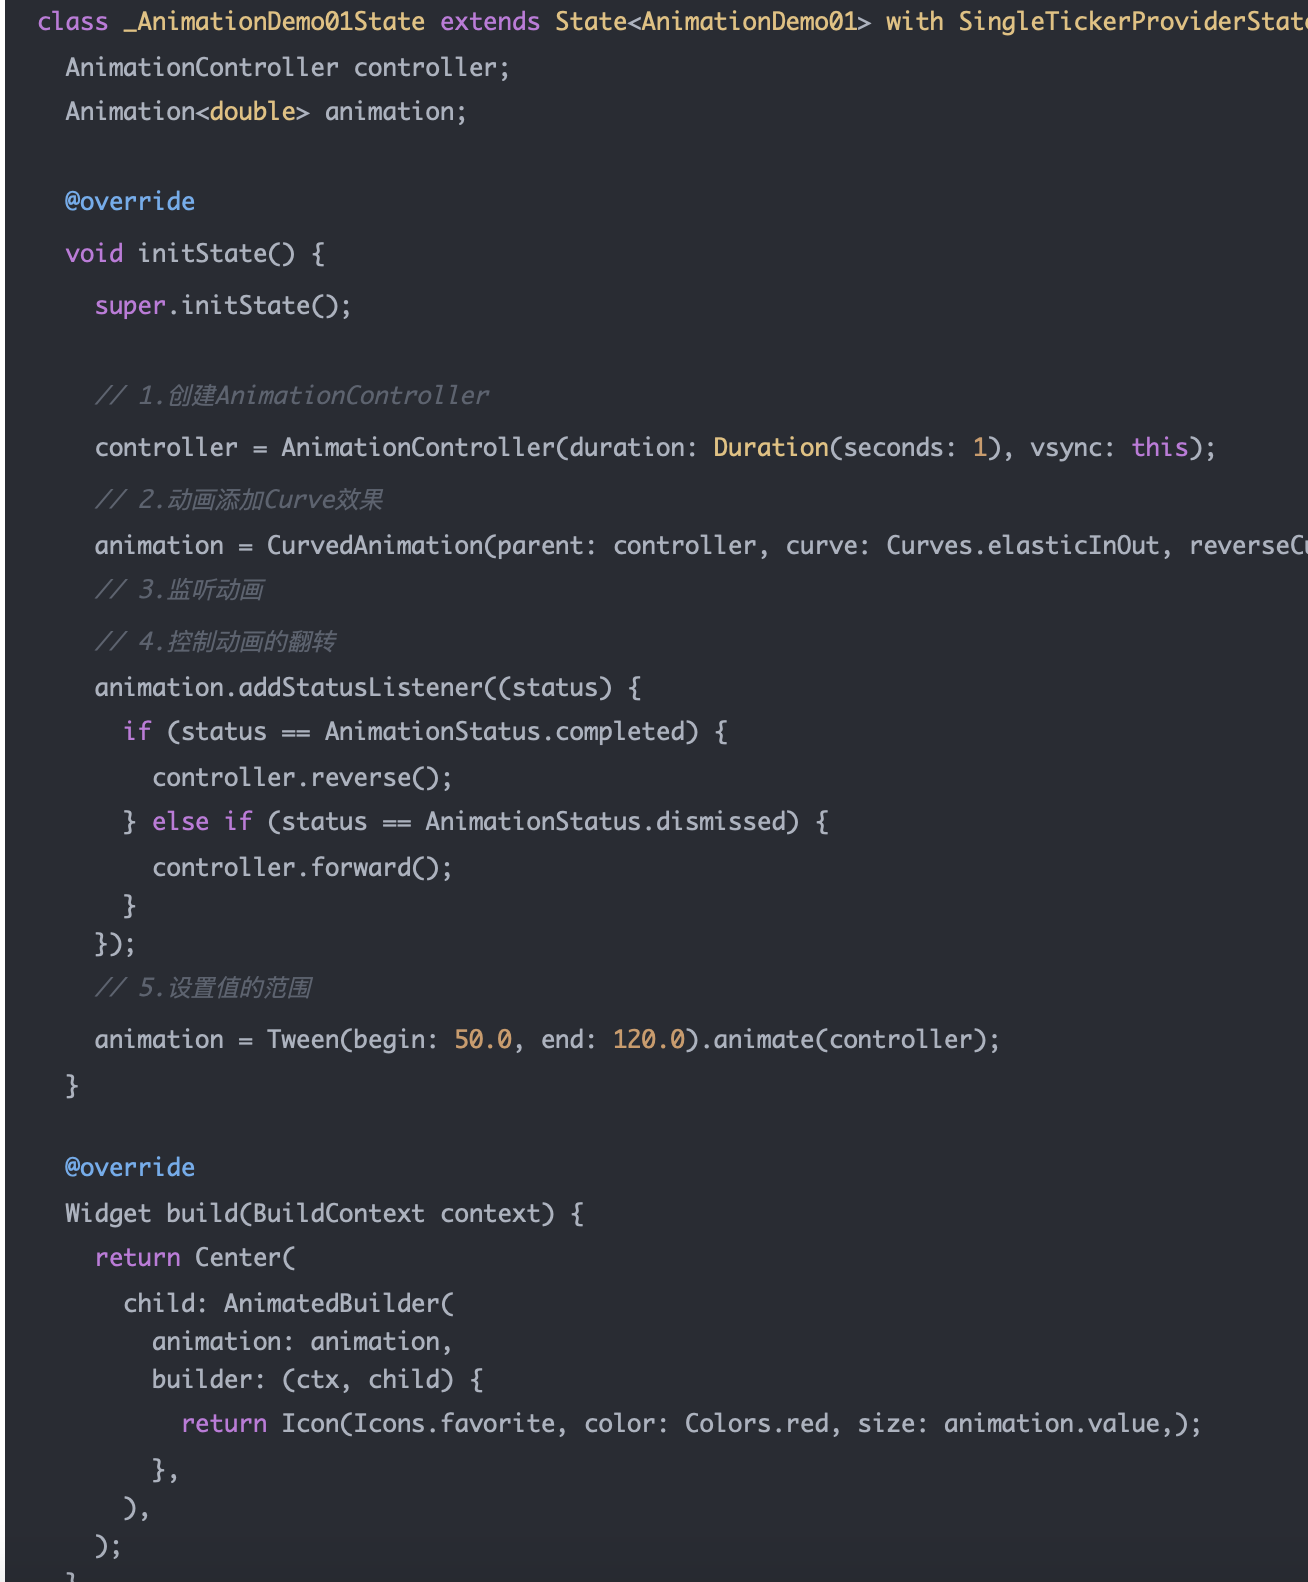 class _AnimationDemo01State extends State<AnimationDemo01> with SingleTickerProviderState
  AnimationController controller;
  Animation<double> animation;

  @override
  void initState() {
    super.initState();

    // 1.创建AnimationController
    controller = AnimationController(duration: Duration(seconds: 1), vsync: this);
    // 2.动画添加Curve效果
    animation = CurvedAnimation(parent: controller, curve: Curves.elasticInOut, reverseCu
    // 3.监听动画
    // 4.控制动画的翻转
    animation.addStatusListener((status) {
      if (status == AnimationStatus.completed) {
        controller.reverse();
      } else if (status == AnimationStatus.dismissed) {
        controller.forward();
      }
    });
    // 5.设置值的范围
    animation = Tween(begin: 50.0, end: 120.0).animate(controller);
  }

  @override
  Widget build(BuildContext context) {
    return Center(
      child: AnimatedBuilder(
        animation: animation,
        builder: (ctx, child) {
          return Icon(Icons.favorite, color: Colors.red, size: animation.value,);
        },
      ),
    );
  }